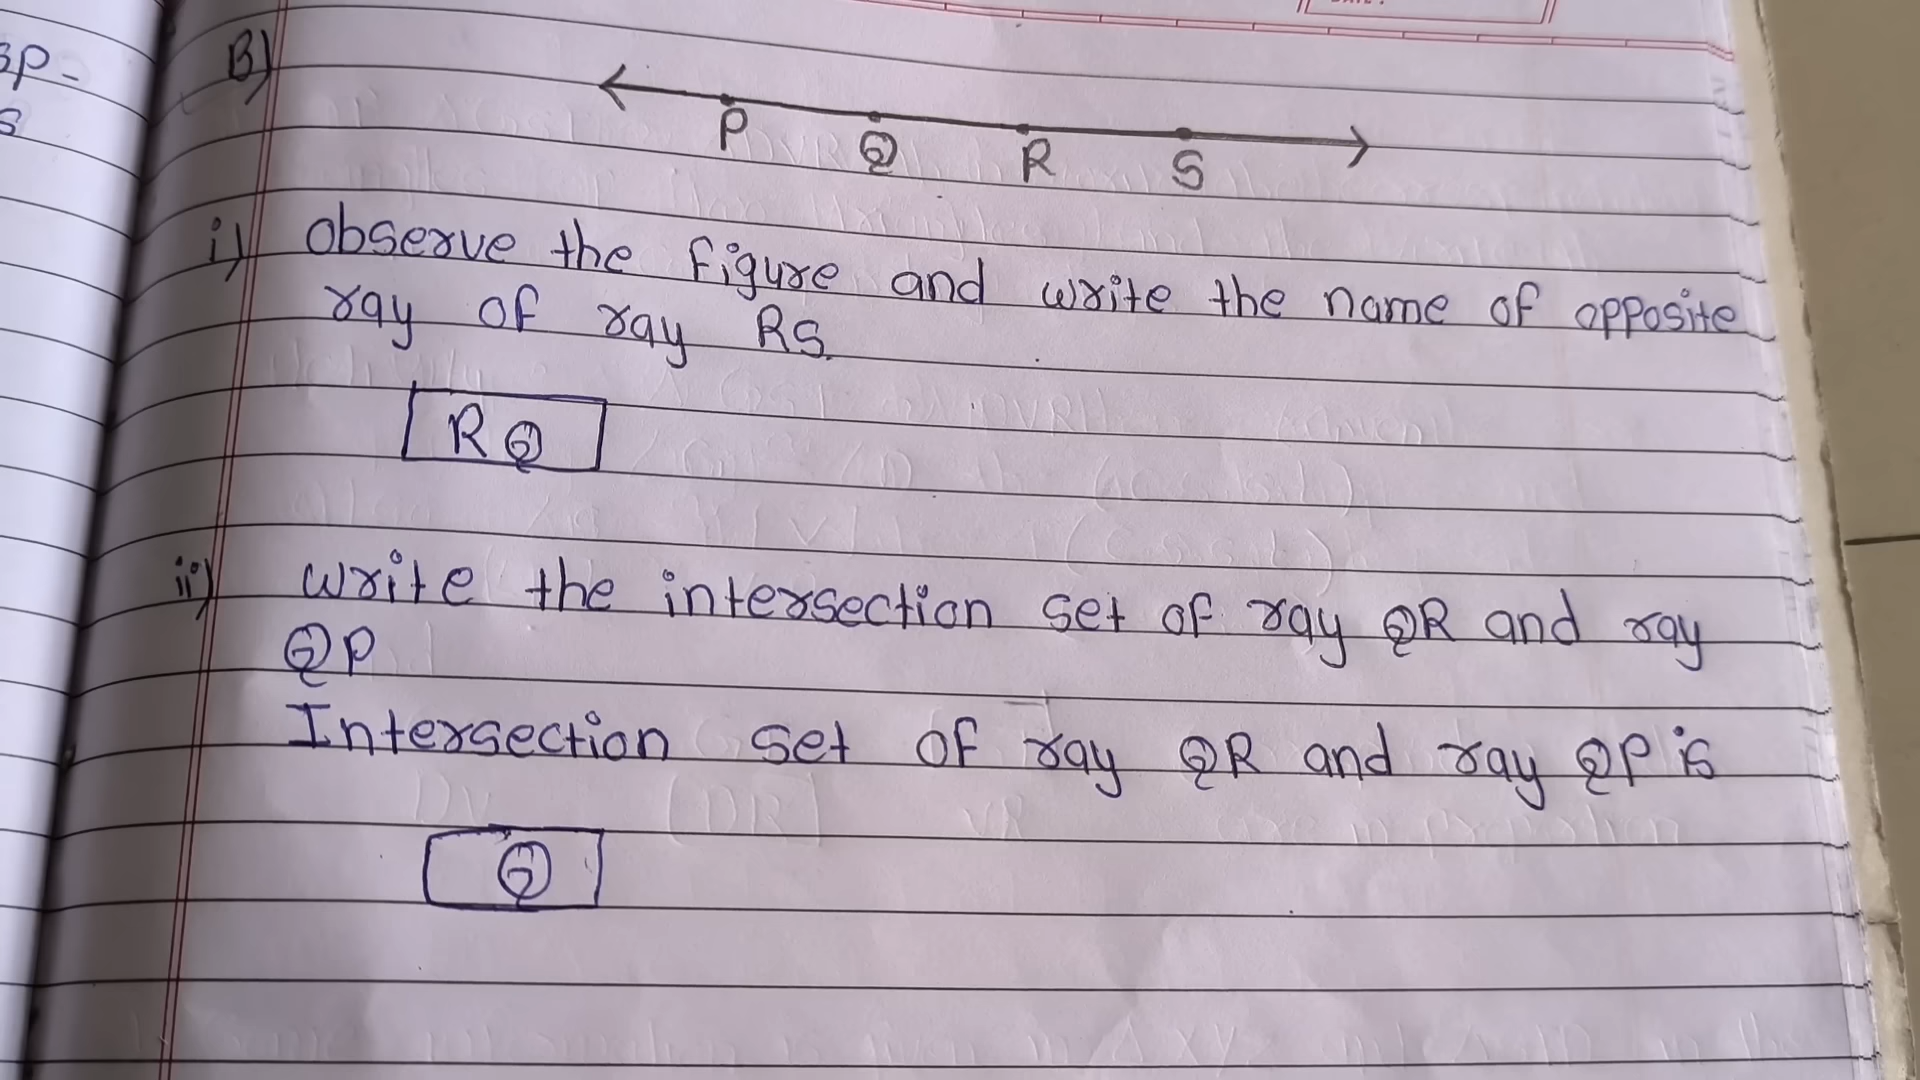 3P-
S
B)
P Q R S
i) observe the figure and write the name of opposite
ray of ray RS.
RQ
ii) write the intersection set of ray QR and ray
QP
Intersection set of ray QR and ray QP is
Q